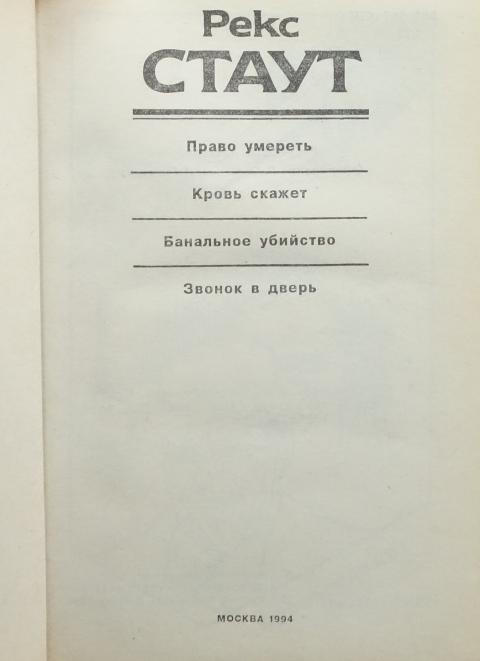 Рекс
СТАУТ
Право умереть
Кровь скажет
Банальное убийство
Звонок в дверь
МОСКВА 1994